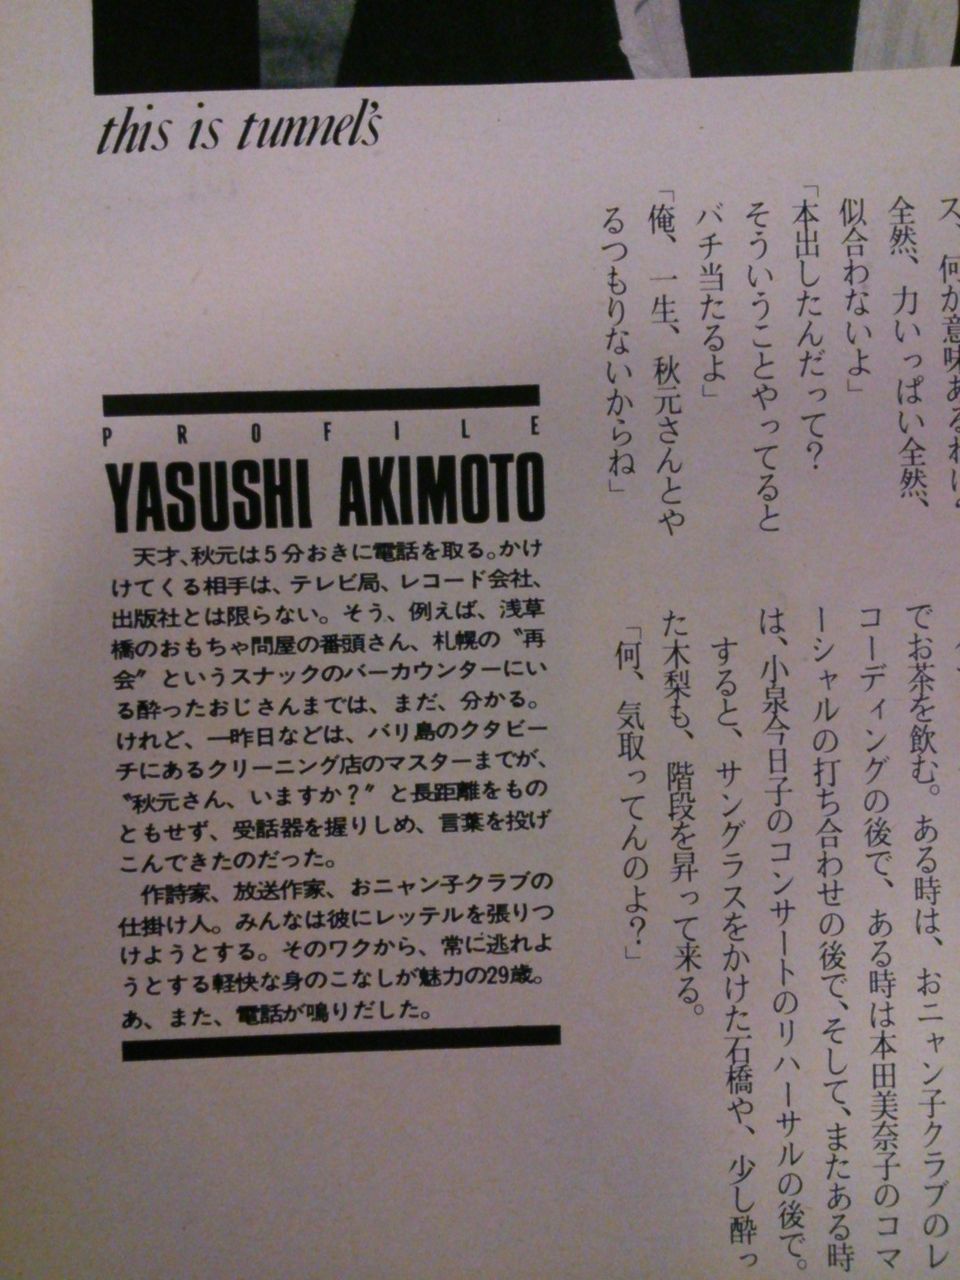 this is tunnel's
ス、何が意味あるわけ?
全然、力いっぱい全然、
似合わないよ」
「本出したんだって?
そういうことやってると
バチ当たるよ」
「俺、一生、秋元さんとや
るつもりないからね」
でお茶を飲む。ある時は、おニャン子クラブのレ
コーディングの後で、ある時は本田美奈子のコマ
ーシャルの打ち合わせの後で、そして、またある時
は、小泉今日子のコンサートのリハーサルの後で。
すると、サングラスをかけた石橋や、少し酔っ
た木梨も、階段を昇って来る。
「何、気取ってんのよ?」
PROFILE
YASUSHI AKIMOTO
天才、秋元は5分おきに電話を取る。かけ
けてくる相手は、テレビ局、レコード会社、
出版社とは限らない。そう、例えば、浅草
橋のおもちゃ問屋の番頭さん、札幌の〝再
会〟というスナックのバーカウンターにい
る酔ったおじさんまでは、まだ、分かる。
けれど、一昨日などは、バリ島のクタビー
チにあるクリーニング店のマスターまでが、
〝秋元さん、いますか?〟と長距離をもの
ともせず、受話器を握りしめ、言葉を投げ
こんできたのだった。
作詩家、放送作家、おニャン子クラブの
仕掛け人。みんなは彼にレッテルを張りつ
けようとする。そのワクから、常に逃れよ
うとする軽快な身のこなしが魅力の29歳。
あ、また、電話が鳴りだした。